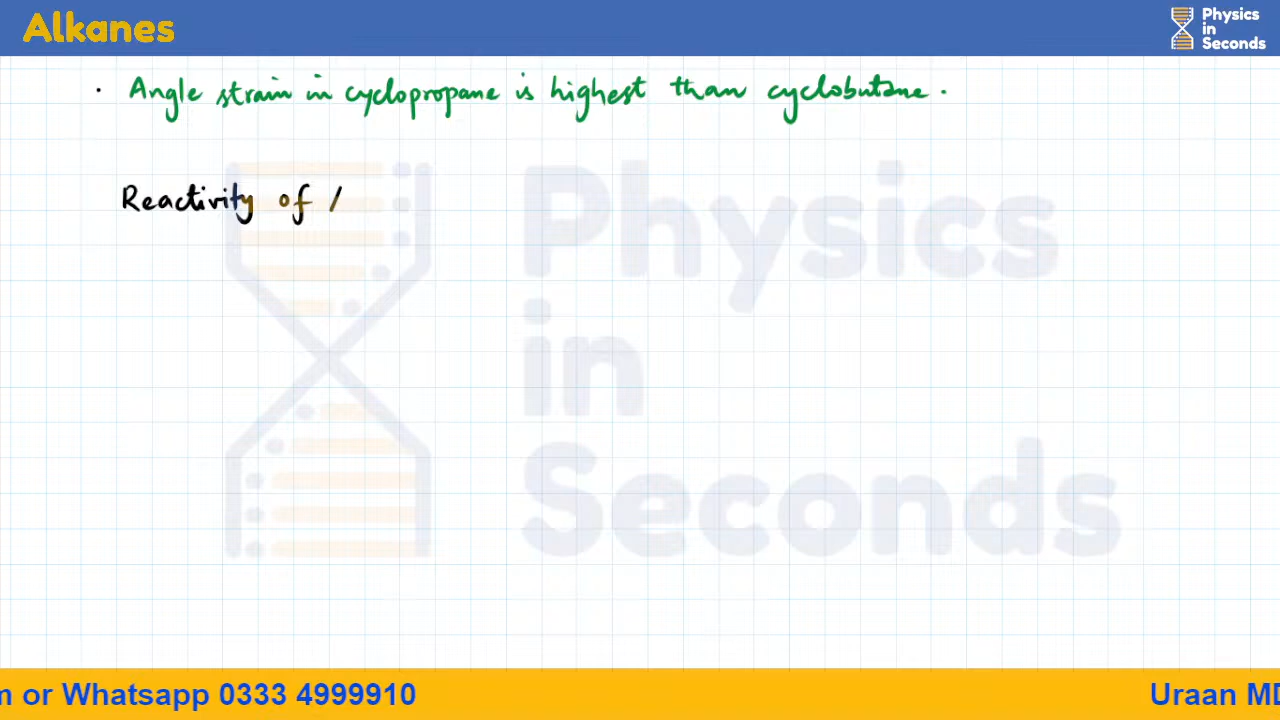 Alkanes
Physics
in
Seconds
· Angle strain in cyclopropane is highest than cyclobutane.
Reactivity of /
Physics
in
Seconds
m or Whatsapp 0333 4999910
Uraan MD